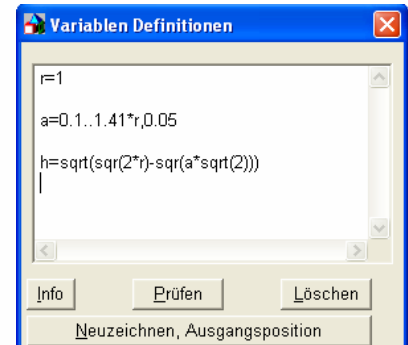 Variablen Definitionen
r=1
a=0.1..1.41*r,0.05
h=sqrt(sqr(2*r)-sqr(a*sqrt(2)))
Info Prüfen Löschen
Neuzeichnen, Ausgangsposition